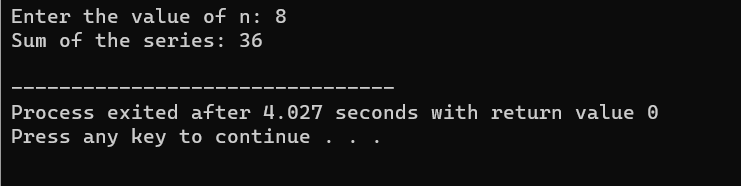 Enter the value of n: 8
Sum of the series: 36
--------------------------------
Process exited after 4.027 seconds with return value 0
Press any key to continue . . .